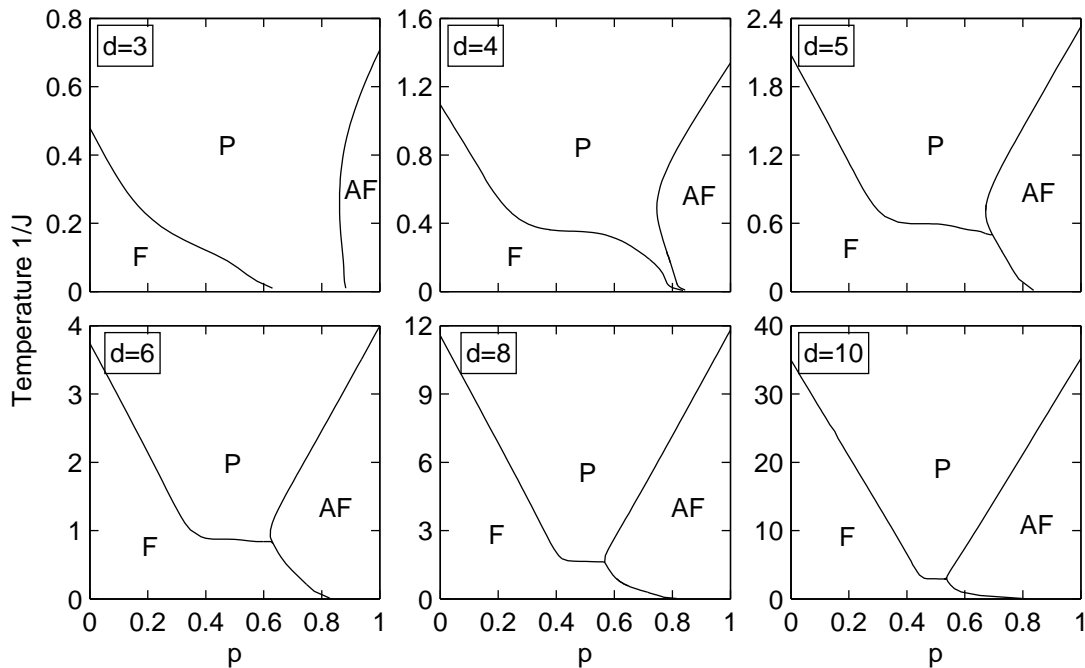 d=3
0.8
0.6
0.4
0.2
0
P
F
AF
d=4
1.6
1.2
0.8
0.4
0
P
F
AF
d=5
2.4
1.8
1.2
0.6
0
P
F
AF
Temperature 1/J
d=6
4
3
2
1
0
P
F
AF
0 0.2 0.4 0.6 0.8 1
p
d=8
12
9
6
3
0
P
F
AF
0 0.2 0.4 0.6 0.8 1
p
d=10
40
30
20
10
0
P
F
AF
0 0.2 0.4 0.6 0.8 1
p